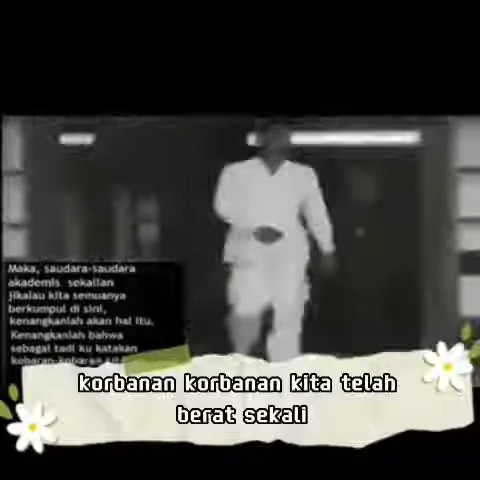 Maka, saudara-saudara
akademis sekalian
jikalau kita semuanya
berkumpul di sini,
kenangkanlah akan hal itu.
Kenangkanlah bahwa
sebagai tadi ku katakan
korbanan korbanan kita telah
berat sekali